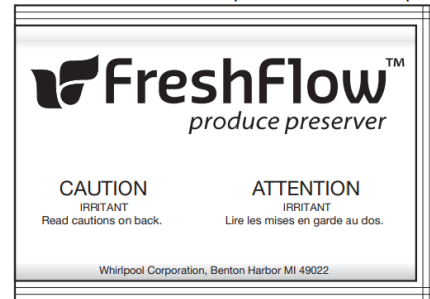 FreshFlow™
produce preserver
CAUTION
IRRITANT
Read cautions on back.
ATTENTION
IRRITANT
Lire les mises en garde au dos.
Whirlpool Corporation, Benton Harbor MI 49022